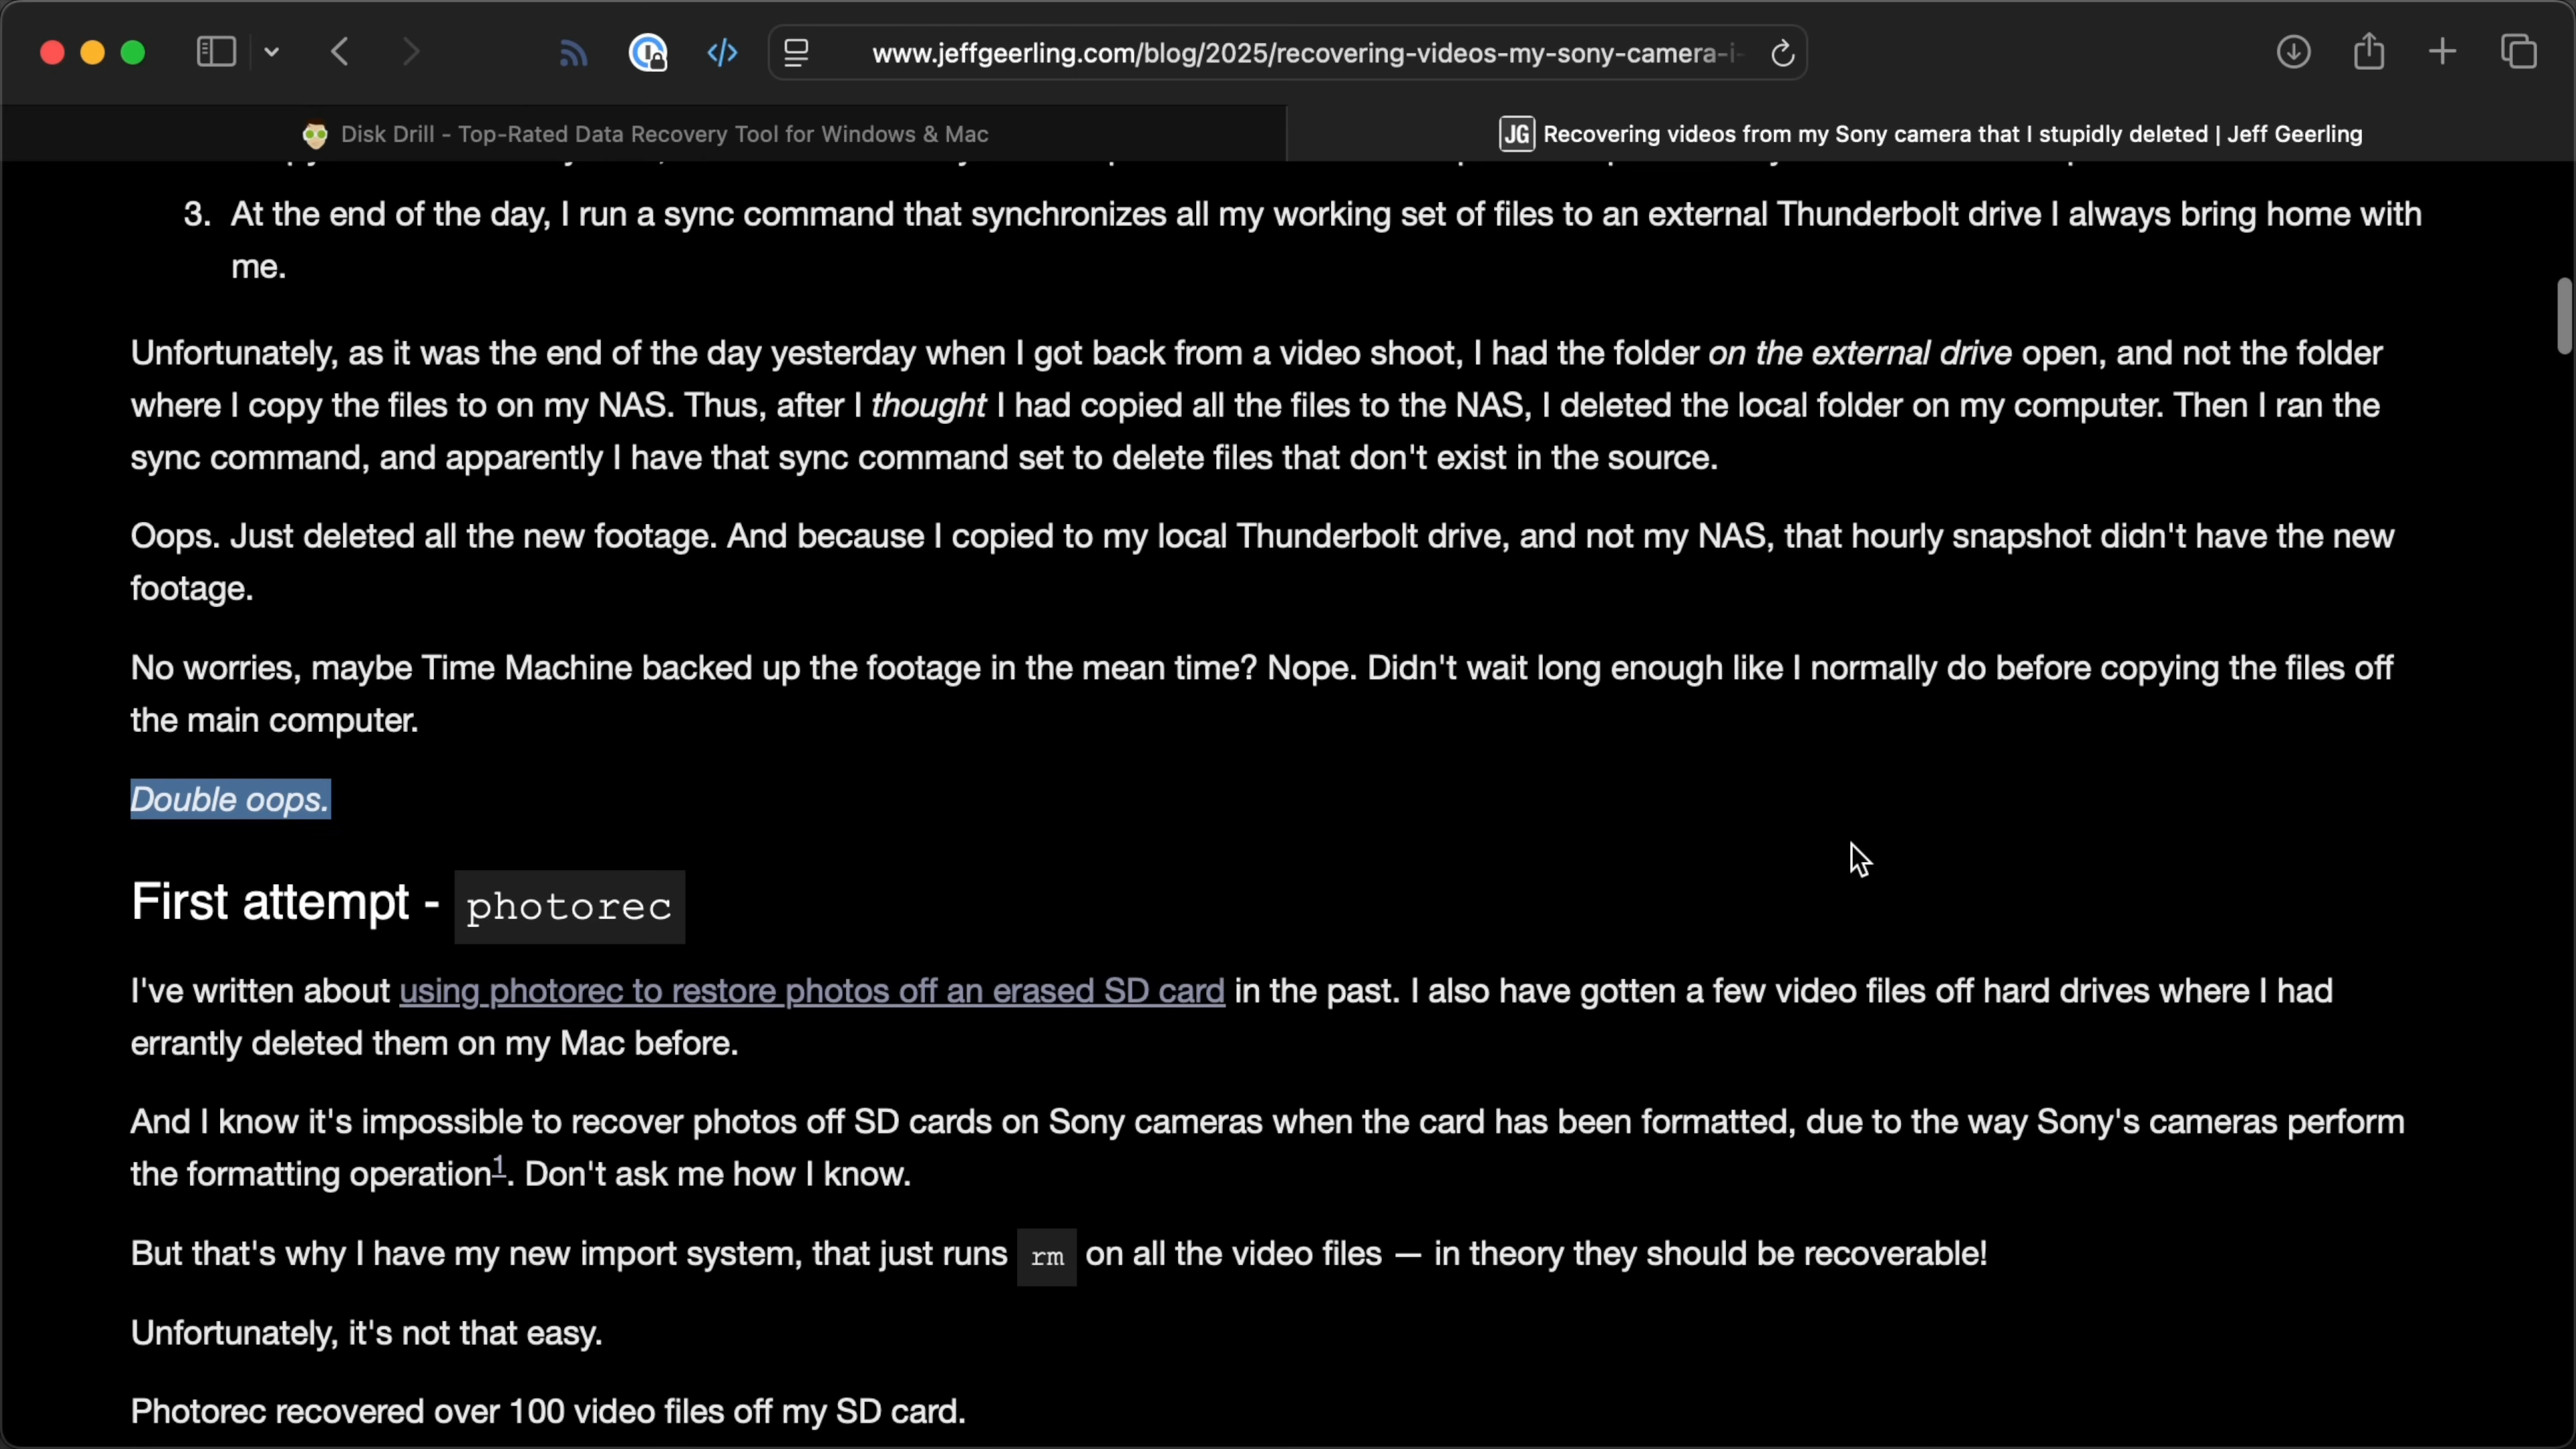 www.jeffgeerling.com/blog/2025/recovering-videos-my-sony-camera-i-
Disk Drill - Top-Rated Data Recovery Tool for Windows & Mac
JG Recovering videos from my Sony camera that I stupidly deleted | Jeff Geerling
3. At the end of the day, I run a sync command that synchronizes all my working set of files to an external Thunderbolt drive I always bring home with
me.
Unfortunately, as it was the end of the day yesterday when I got back from a video shoot, I had the folder on the external drive open, and not the folder
where I copy the files to on my NAS. Thus, after I thought I had copied all the files to the NAS, I deleted the local folder on my computer. Then I ran the
sync command, and apparently I have that sync command set to delete files that don't exist in the source.
Oops. Just deleted all the new footage. And because I copied to my local Thunderbolt drive, and not my NAS, that hourly snapshot didn't have the new
footage.
No worries, maybe Time Machine backed up the footage in the mean time? Nope. Didn't wait long enough like I normally do before copying the files off
the main computer.
Double oops.
First attempt - photorec
I've written about using photorec to restore photos off an erased SD card in the past. I also have gotten a few video files off hard drives where I had
errantly deleted them on my Mac before.
And I know it's impossible to recover photos off SD cards on Sony cameras when the card has been formatted, due to the way Sony's cameras perform
the formatting operation1. Don't ask me how I know.
But that's why I have my new import system, that just runs rm on all the video files — in theory they should be recoverable!
Unfortunately, it's not that easy.
Photorec recovered over 100 video files off my SD card.